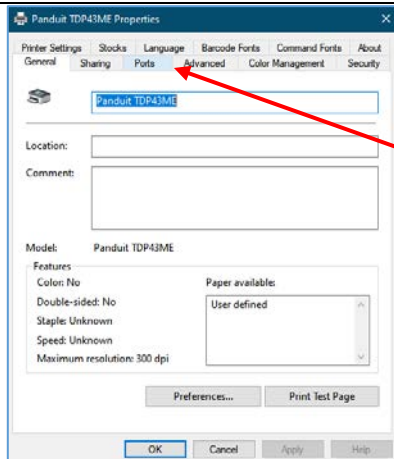 Panduit TDP43ME Properties
Printer Settings Stocks Language Barcode Fonts Command Fonts About
General Sharing Ports Advanced Color Management Security
Panduit TDP43ME
Location:
Comment:
Model: Panduit TDP43ME
Features
Color: No Paper available:
Double-sided: No User defined
Staple: Unknown
Speed: Unknown
Maximum resolution: 300 dpi
Preferences... Print Test Page
OK Cancel Apply Help